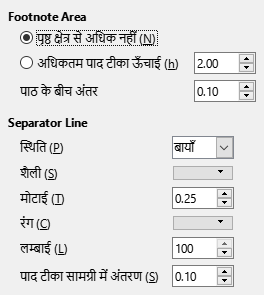 Footnote Area
पृष्ठ क्षेत्र से अधिक नहीं (N)
अधिकतम पाद टीका ऊँचाई (h) 2.00
पाठ के बीच अंतर 0.10
Separator Line
स्थिति (P) बायाँ
शैली (S)
मोटाई (T) 0.25
रंग (C)
लम्बाई (L) 100
पाद टीका सामग्री में अंतरण (S) 0.10